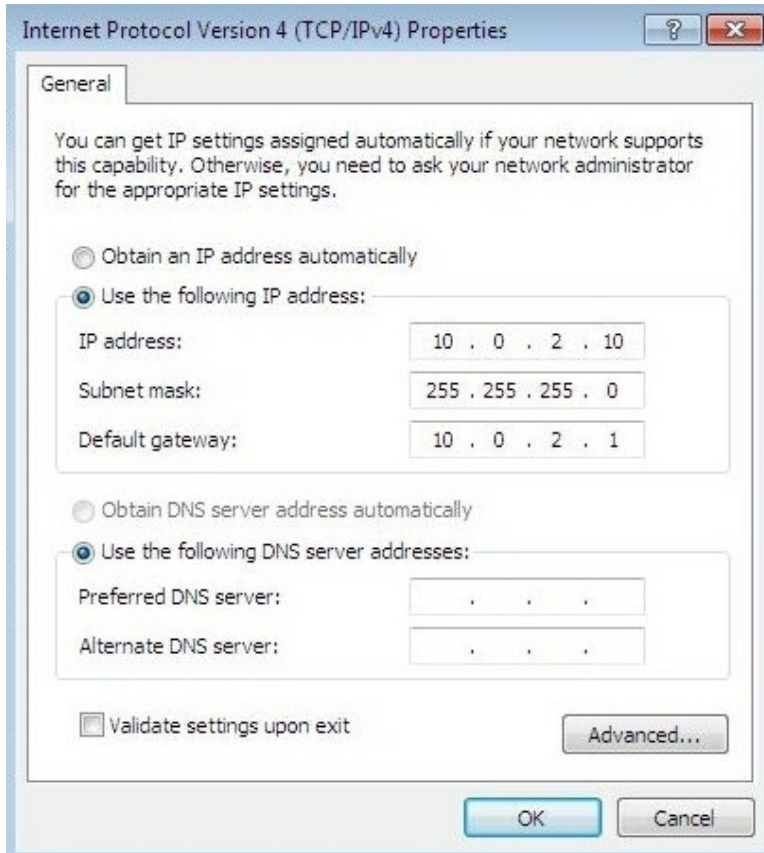 Internet Protocol Version 4 (TCP/IPv4) Properties
General
You can get IP settings assigned automatically if your network supports
this capability. Otherwise, you need to ask your network administrator
for the appropriate IP settings.
Obtain an IP address automatically
Use the following IP address:
IP address: 10 . 0 . 2 . 10
Subnet mask: 255 . 255 . 255 . 0
Default gateway: 10 . 0 . 2 . 1
Obtain DNS server address automatically
Use the following DNS server addresses:
Preferred DNS server: . . .
Alternate DNS server: . . .
Validate settings upon exit
Advanced...
OK Cancel